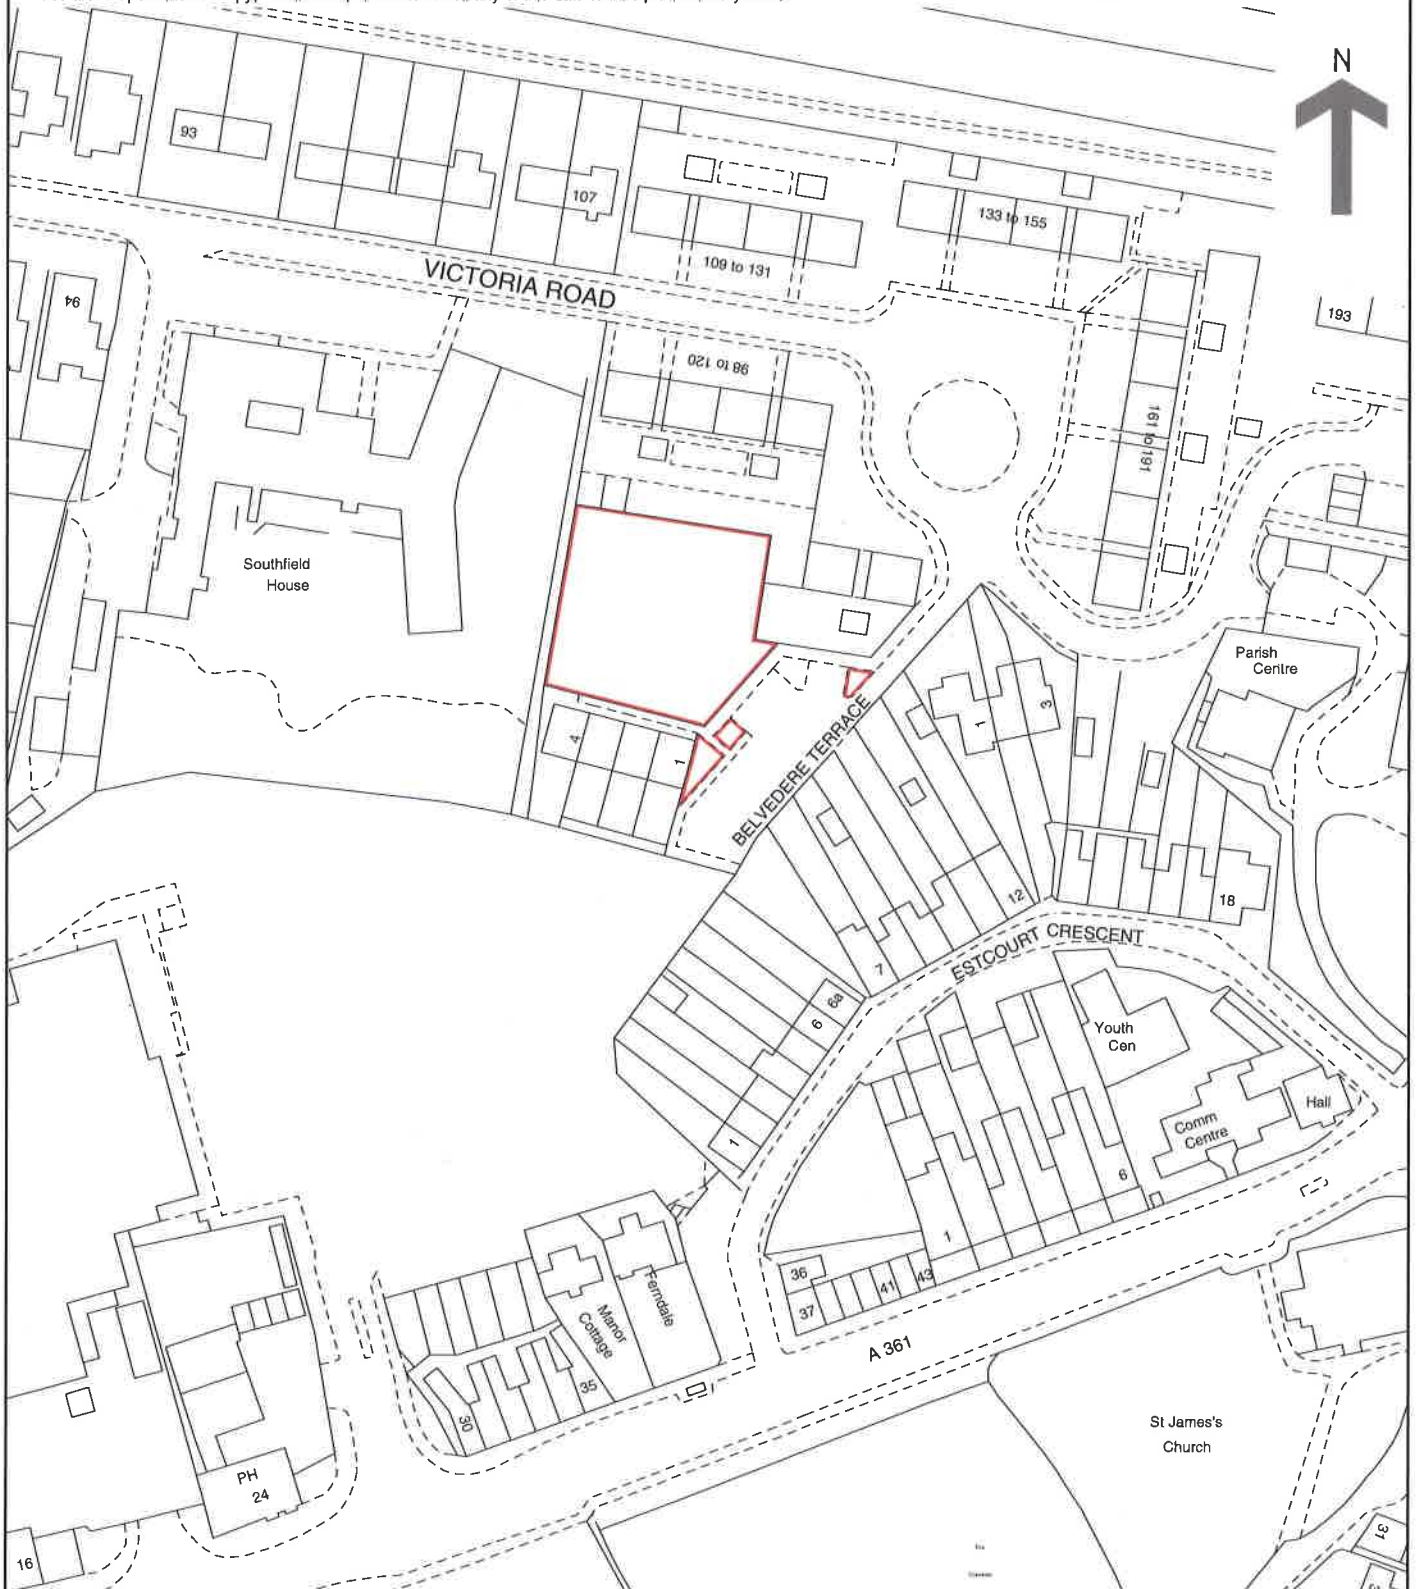 N
93
107
133 to 155
109 to 131
VICTORIA ROAD
94
193
98 to 120
161 to 191
Southfield
House
Parish
Centre
1
3
4
1
BELVEDERE TERRACE
12
18
7
ESTCOURT CRESCENT
6
6a
Youth
Cen
Hall
Comm
Centre
1
6
1
36
41
43
37
Ferndale
Manor
Cottage
A 361
35
30
St James's
Church
PH
24
31
16